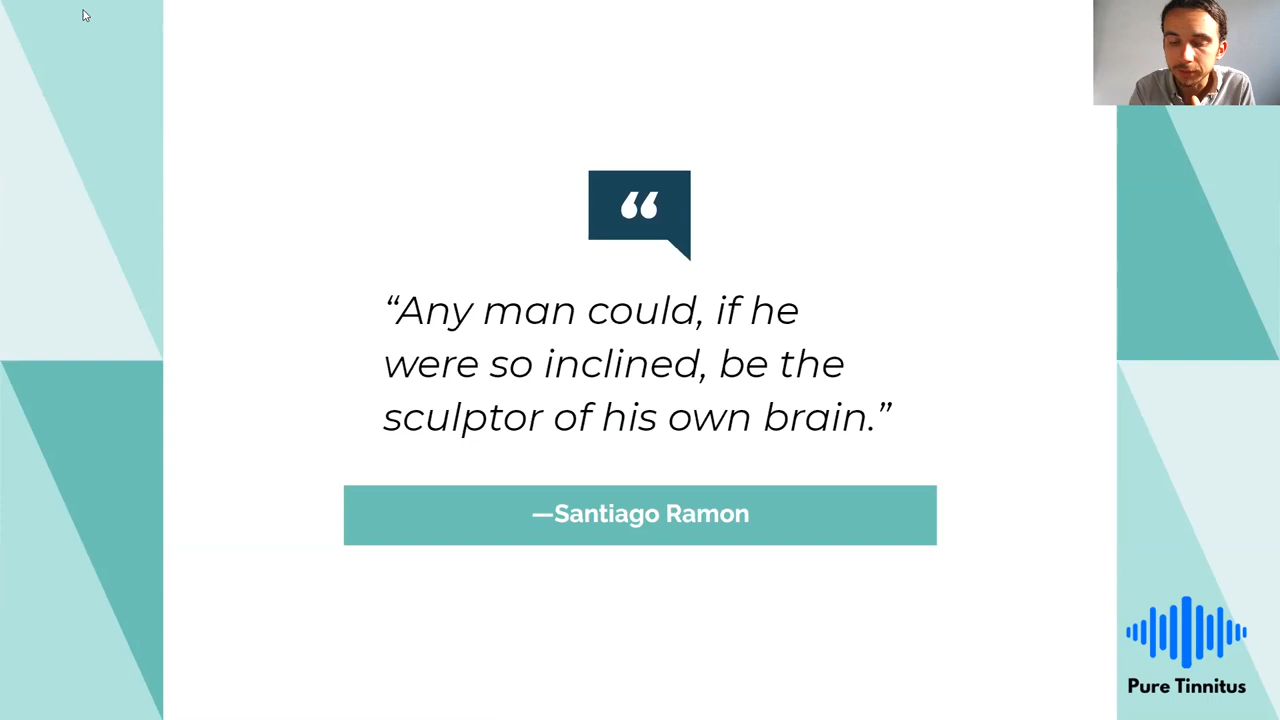 “
“Any man could, if he
were so inclined, be the
sculptor of his own brain.”
—Santiago Ramon
Pure Tinnitus